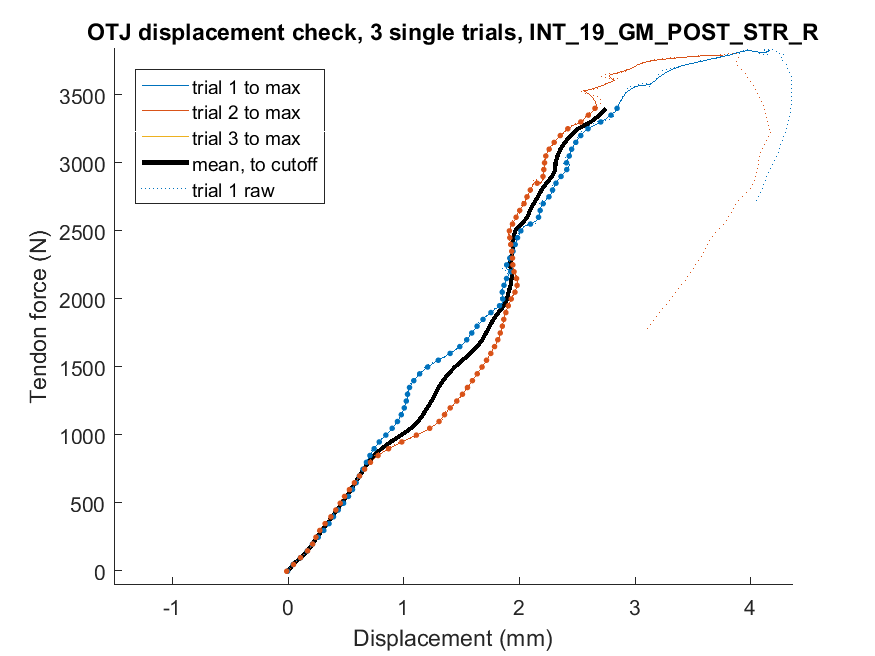 OTJ displacement check, 3 single trials, INT_19_GM_POST_STR_R
trial 1 to max
trial 2 to max
trial 3 to max
mean, to cutoff
trial 1 raw
Tendon force (N)
3500
3000
2500
2000
1500
1000
500
0
-1 0 1 2 3 4
Displacement (mm)